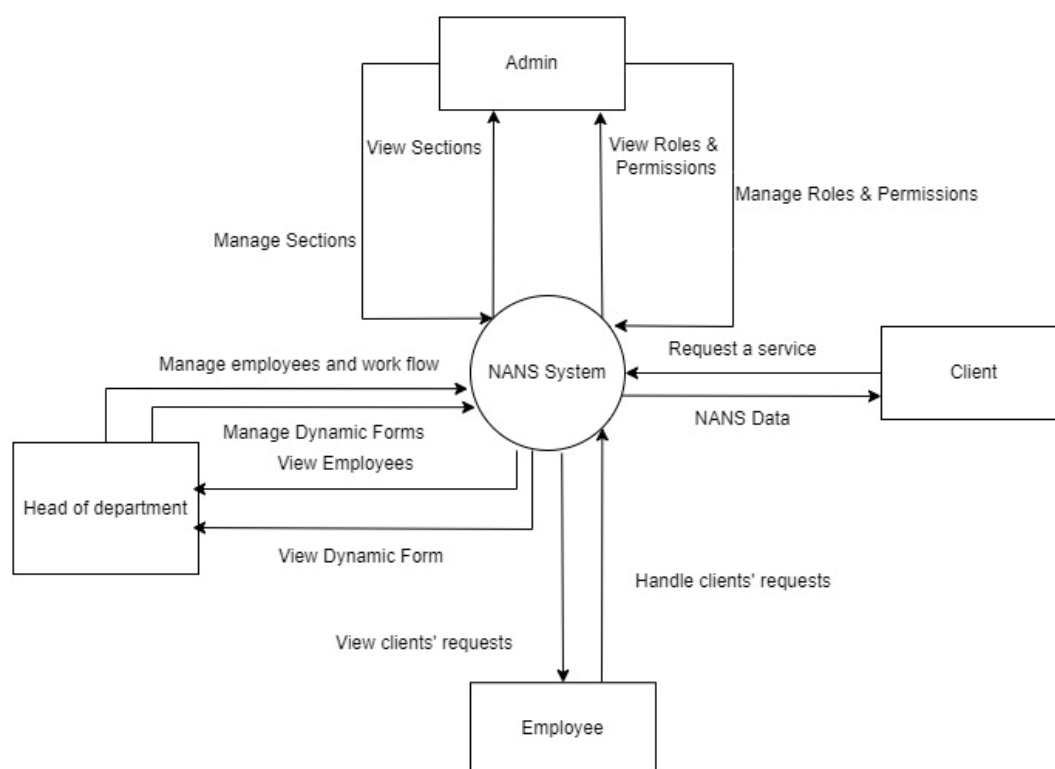 Admin
View Sections
View Roles &
Permissions
Manage Roles & Permissions
Manage Sections
Request a service
Manage employees and work flow
NANS System
Client
NANS Data
Manage Dynamic Forms
View Employees
Head of department
View Dynamic Form
Handle clients' requests
View clients' requests
Employee